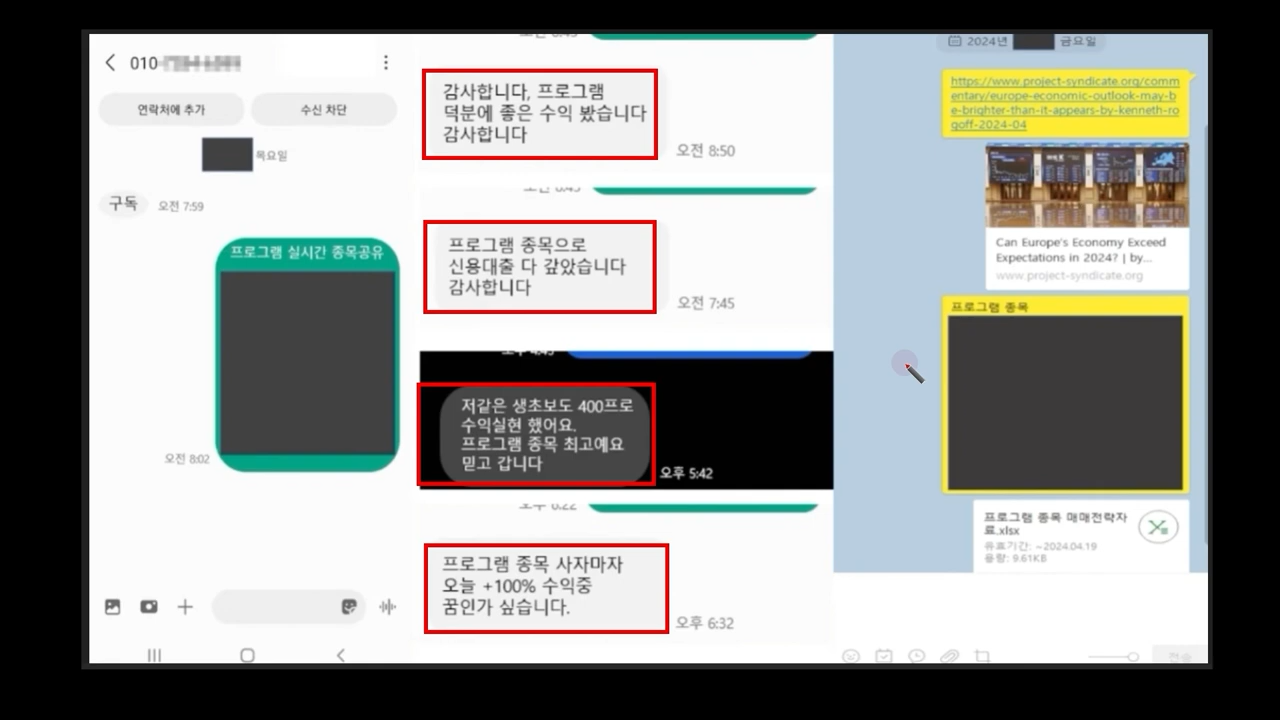 010
연락처에 추가
수신 차단
목요일
구독
오전 7:59
프로그램 실시간 종목공유
오전 8:02
감사합니다, 프로그램
덕분에 좋은 수익 봤습니다
감사합니다
오전 8:50
프로그램 종목으로
신용대출 다 갚았습니다
감사합니다
오전 7:45
저같은 생초보도 400프로
수익실현 했어요.
프로그램 종목 최고예요
믿고 갑니다
오후 5:42
프로그램 종목 사자마자
오늘 +100% 수익중
꿈인가 싶습니다.
오후 6:32
2024년
금요일
https://www.project-syndicate.org/comm
entary/europe-economic-outlook-may-b
e-brighter-than-it-appears-by-kenneth-ro
goff-2024-04
Can Europe's Economy Exceed
Expectations in 2024? | by...
www.project-syndicate.org
프로그램 종목
프로그램 종목 매매전략자
료.xlsx
유효기간: ~2024.04.19
용량: 9.61KB
전송